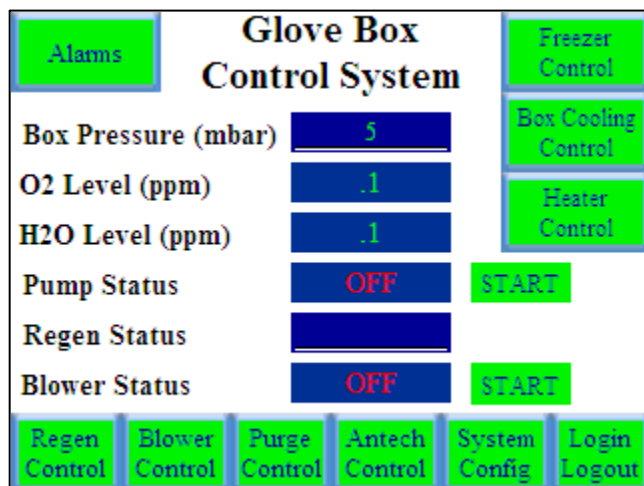 Alarms
Glove Box
Control System
Freezer
Control
Box Pressure (mbar) 5
Box Cooling
Control
O2 Level (ppm) .1
Heater
Control
H2O Level (ppm) .1
Pump Status OFF START
Regen Status
Blower Status OFF START
Regen
Control
Blower
Control
Purge
Control
Antech
Control
System
Config
Login
Logout